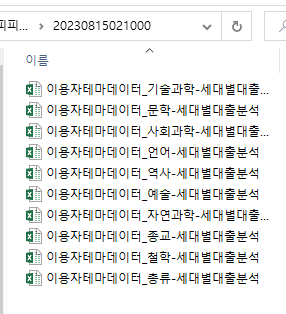 피피... > 20230815021000
이름
이용자테마데이터_기술과학-세대별대출...
이용자테마데이터_문학-세대별대출분석
이용자테마데이터_사회과학-세대별대출...
이용자테마데이터_언어-세대별대출분석
이용자테마데이터_역사-세대별대출분석
이용자테마데이터_예술-세대별대출분석
이용자테마데이터_자연과학-세대별대출...
이용자테마데이터_종교-세대별대출분석
이용자테마데이터_철학-세대별대출분석
이용자테마데이터_총류-세대별대출분석